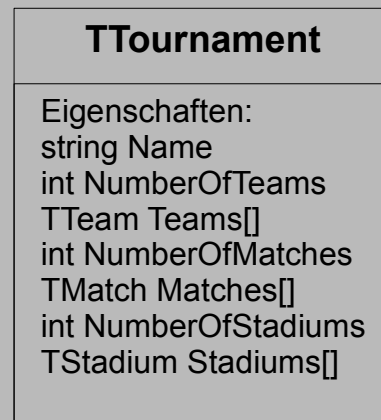 TTournament
Eigenschaften:
string Name
int NumberOfTeams
TTeam Teams[]
int NumberOfMatches
TMatch Matches[]
int NumberOfStadiums
TStadium Stadiums[]